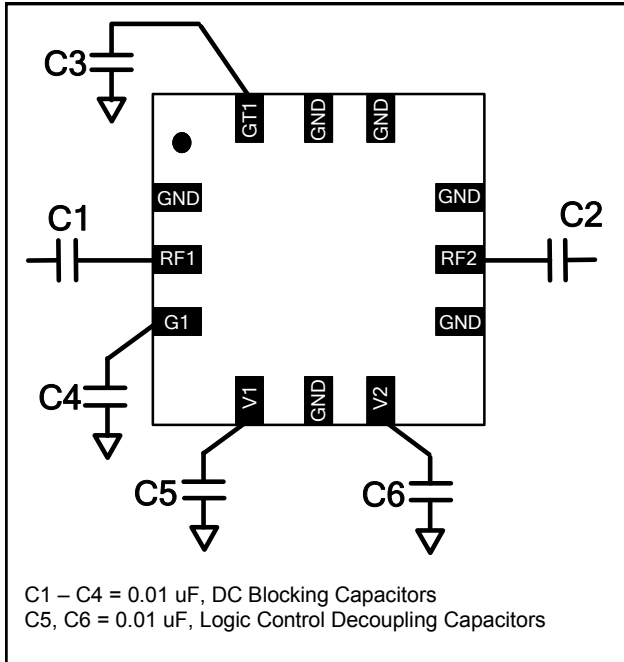 C3
GT1
GND
GND
GND
GND
C1
C2
RF1
RF2
G1
GND
C4
V1
GND
V2
C5
C6
C1 – C4 = 0.01 uF, DC Blocking Capacitors
C5, C6 = 0.01 uF, Logic Control Decoupling Capacitors